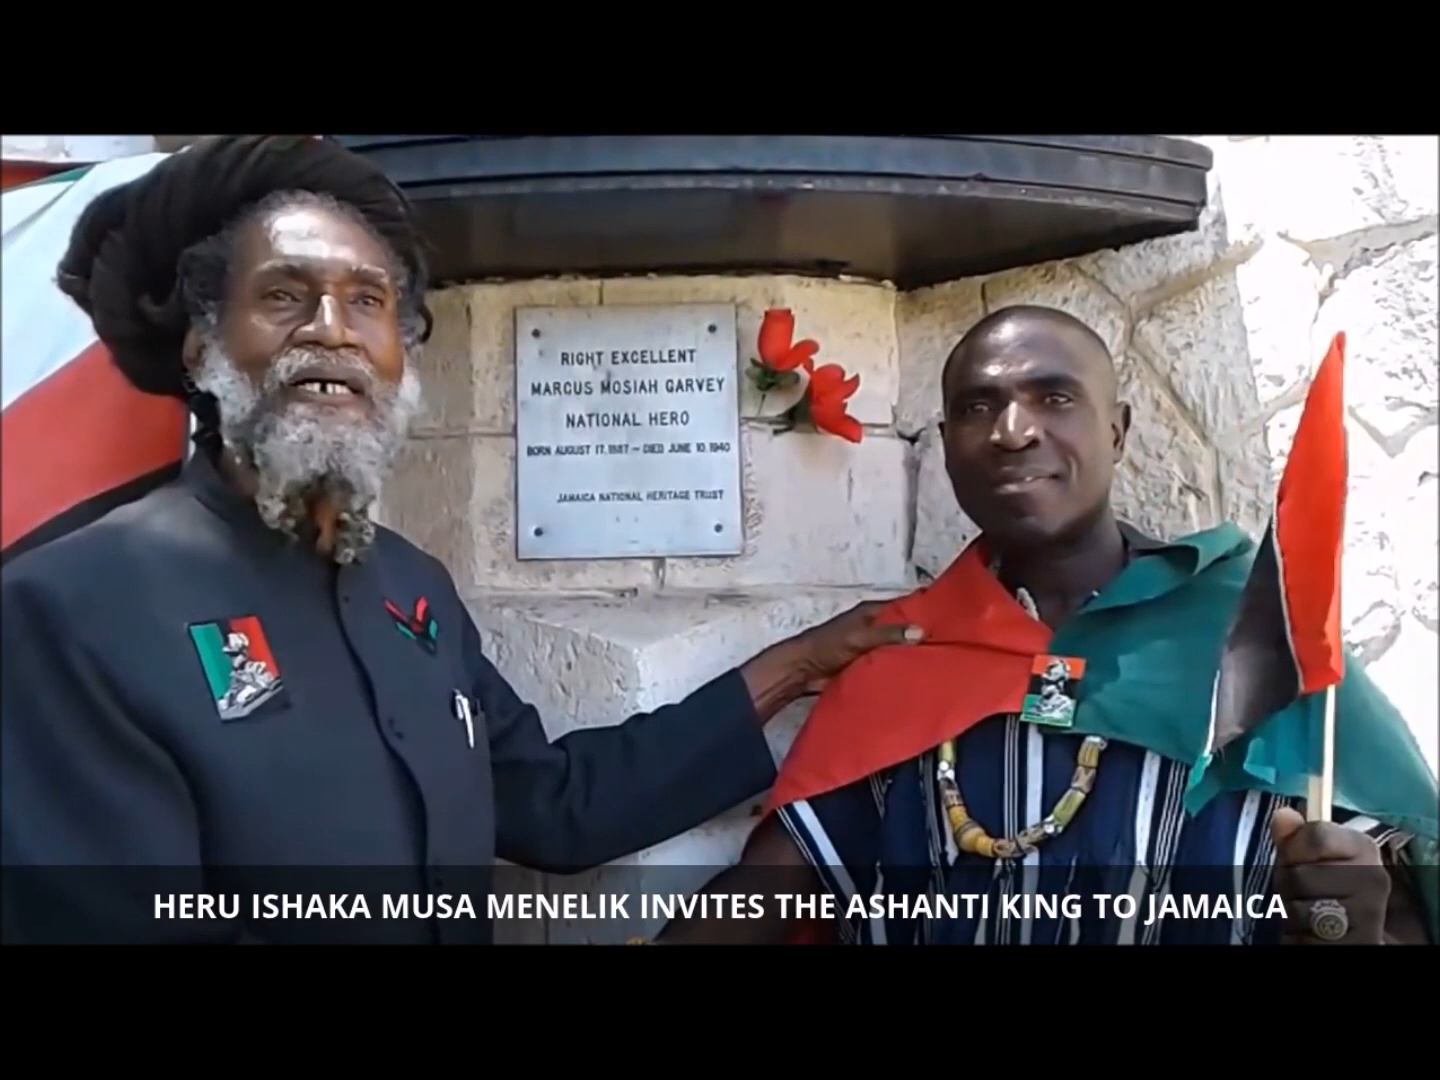 RIGHT EXCELLENT
MARCUS MOSIAH GARVEY
NATIONAL HERO
BORN AUGUST 17, 1887 — DIED JUNE 10, 1940
JAMAICA NATIONAL HERITAGE TRUST
HERU ISHAKA MUSA MENELIK INVITES THE ASHANTI KING TO JAMAICA